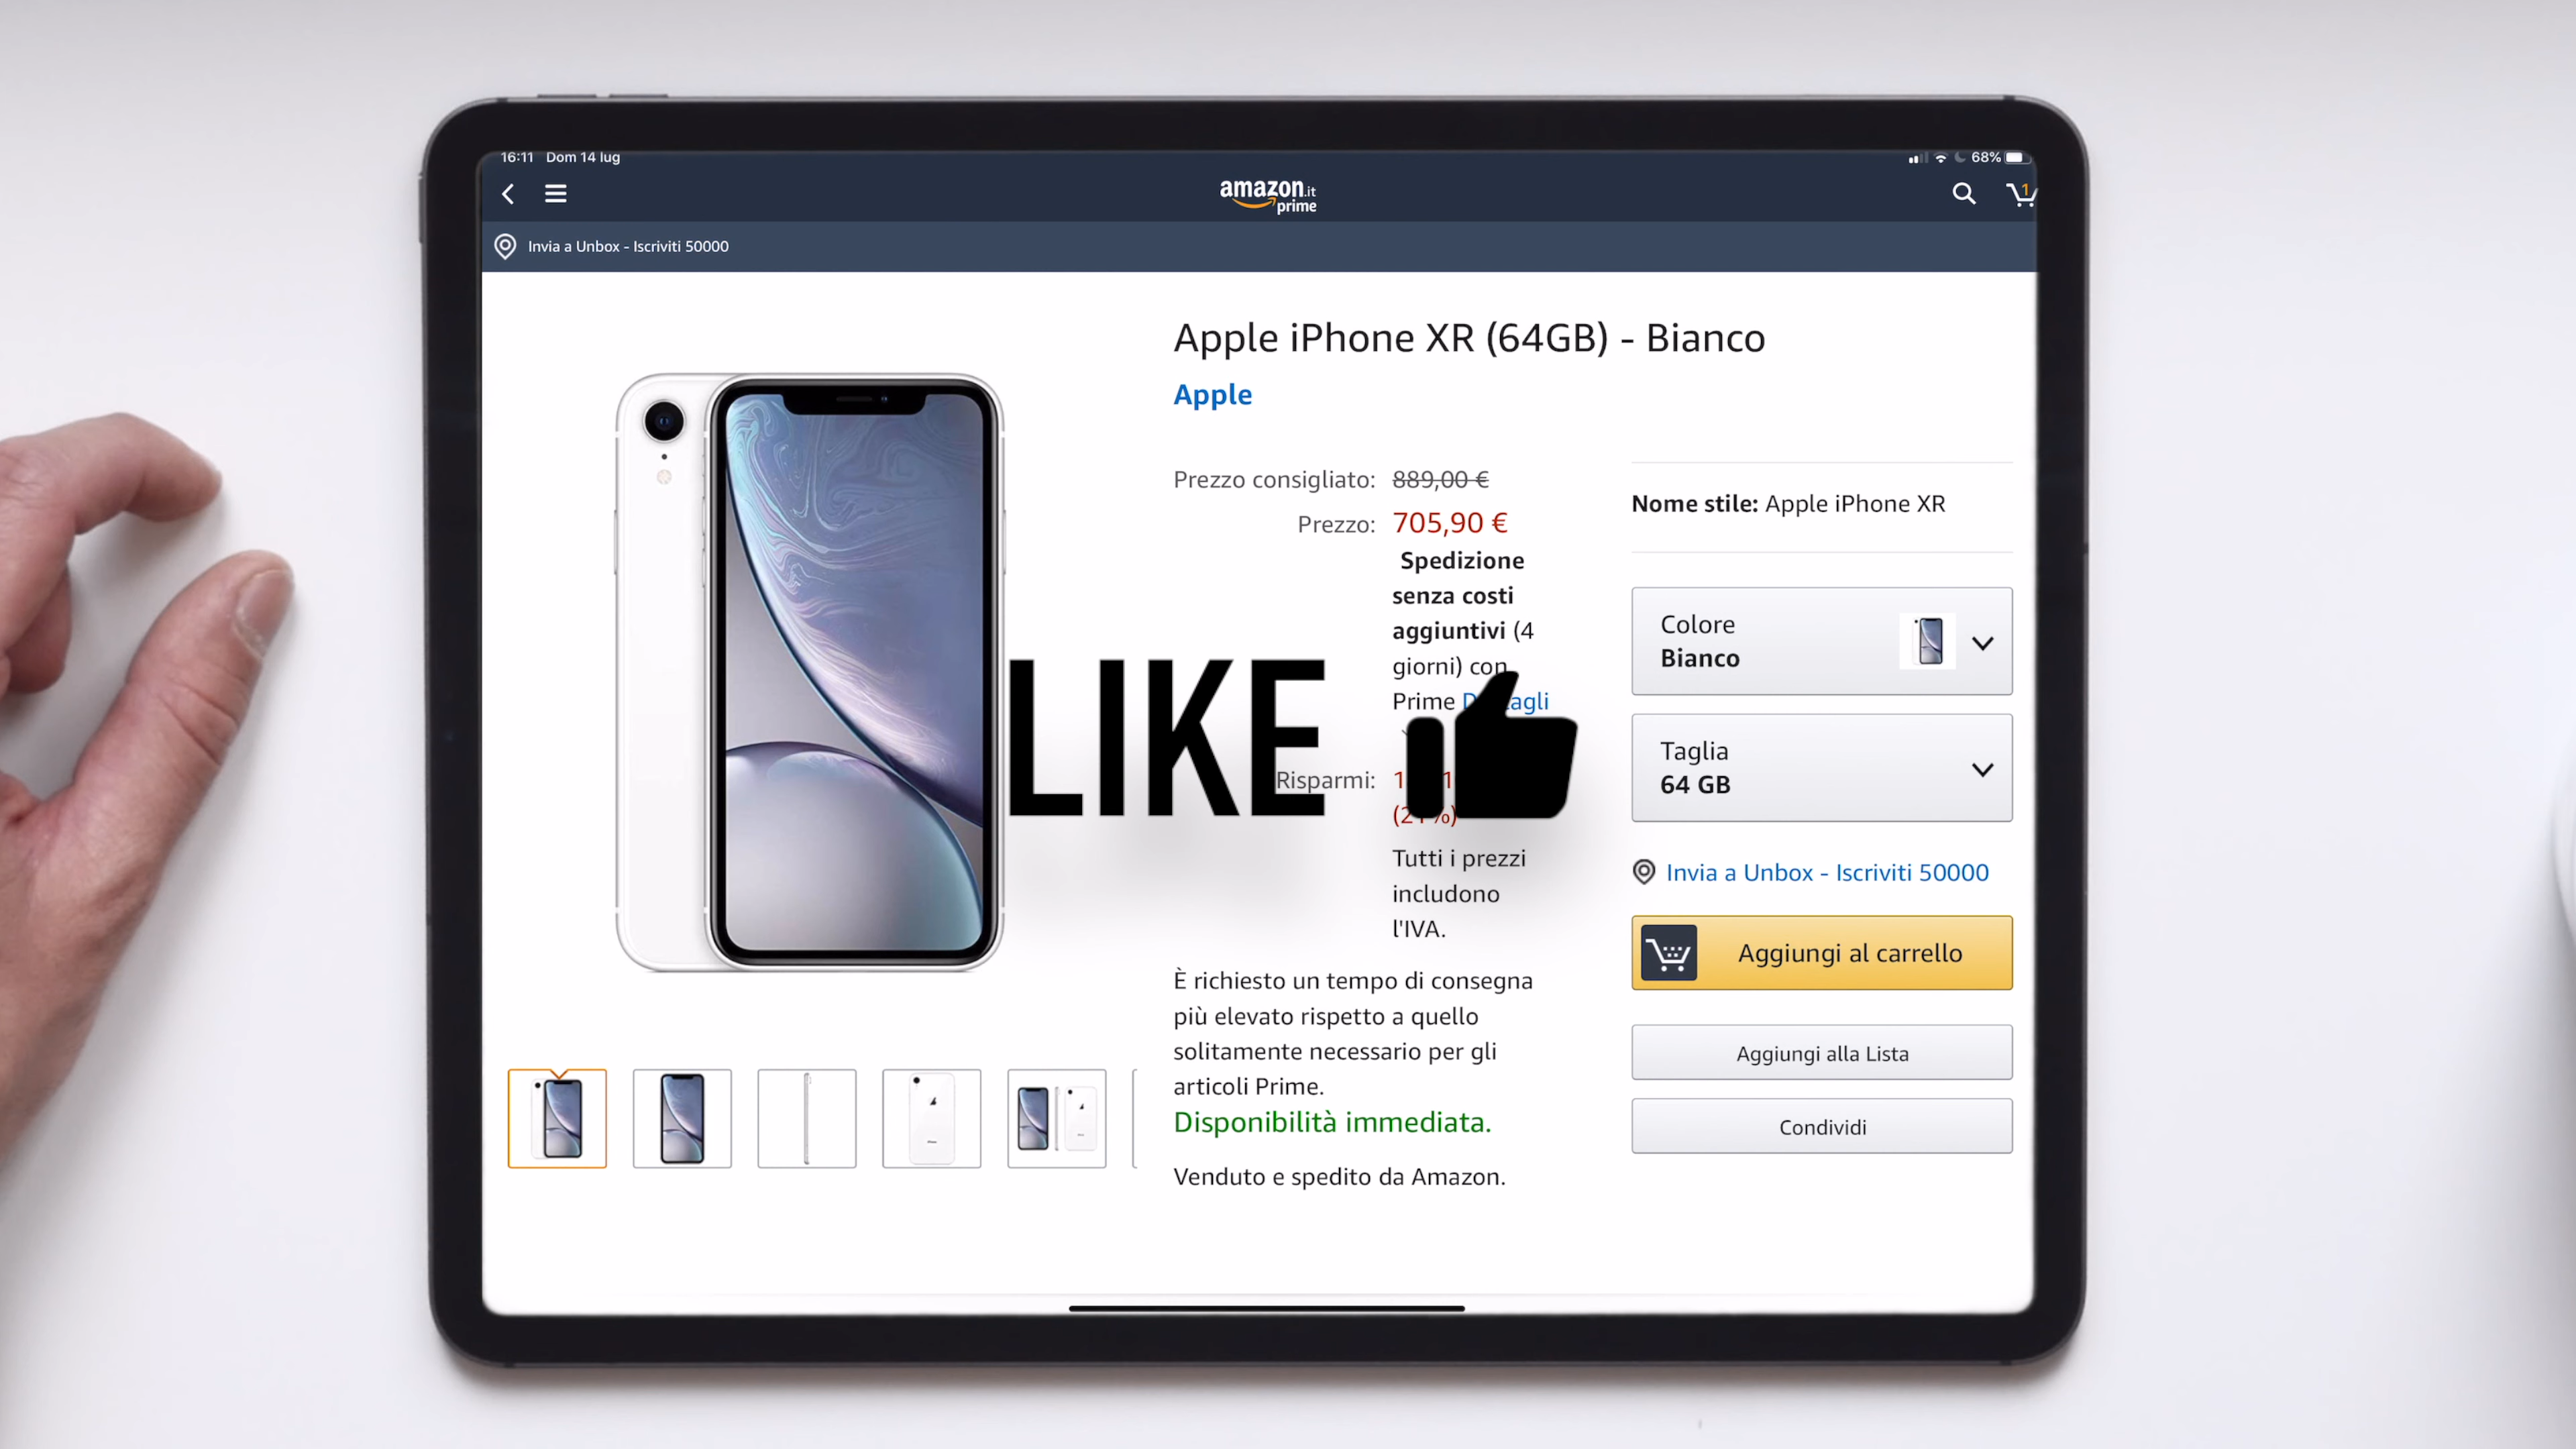 16:11 Dom 14 lug
68%
amazon.it
prime
1
Invia a Unbox - Iscriviti 50000
Apple iPhone XR (64GB) - Bianco
Apple
Prezzo consigliato: 889,00 €
Prezzo: 705,90 €
Spedizione
senza costi
aggiuntivi (4
giorni) con
Prime
Risparmi:
Tutti i prezzi
includono
l'IVA.
È richiesto un tempo di consegna
più elevato rispetto a quello
solitamente necessario per gli
articoli Prime.
Disponibilità immediata.
Venduto e spedito da Amazon.
LIKE
Nome stile: Apple iPhone XR
Colore
Bianco
Taglia
64 GB
Invia a Unbox - Iscriviti 50000
Aggiungi al carrello
Aggiungi alla Lista
Condividi